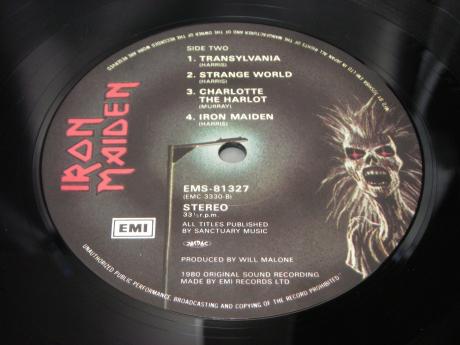 IRON MAIDEN
SIDE TWO
1. TRANSYLVANIA
(HARRIS)
2. STRANGE WORLD
(HARRIS)
3. CHARLOTTE
THE HARLOT
(MURRAY)
4. IRON MAIDEN
(HARRIS)
EMS-81327
(EMC 3330-B)
STEREO
33⅓ r.p.m.
EMI
ALL TITLES PUBLISHED
BY SANCTUARY MUSIC
PRODUCED BY WILL MALONE
1980 ORIGINAL SOUND RECORDING
MADE BY EMI RECORDS LTD
UNAUTHORIZED PUBLIC PERFORMANCE, BROADCASTING AND COPYING OF THE RECORD PROHIBITED.